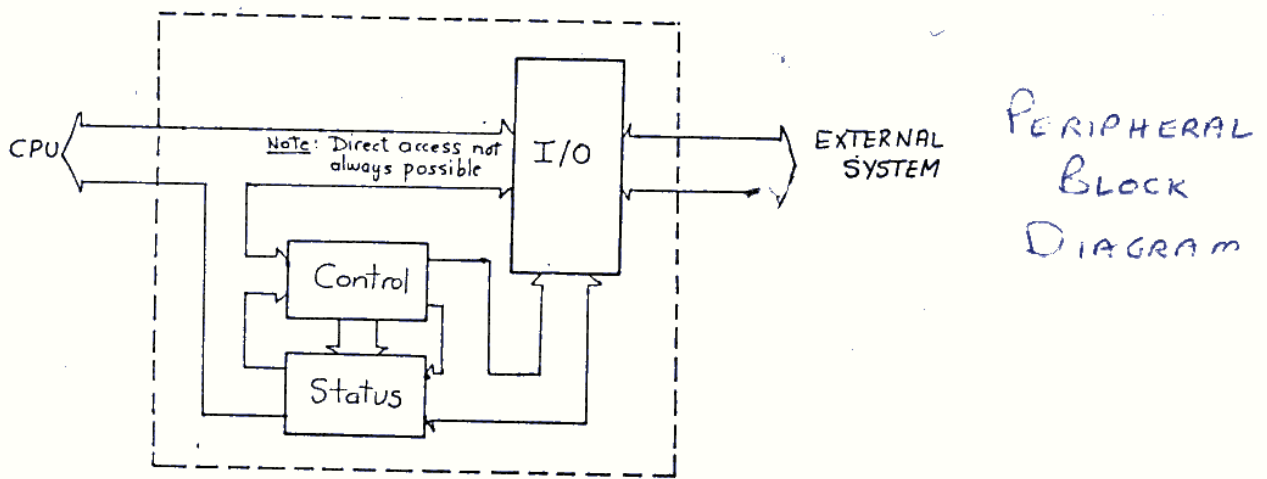 CPU
Note: Direct access not
always possible
I/O
EXTERNAL
SYSTEM
PERIPHERAL
BLOCK
DIAGRAM
Control
Status